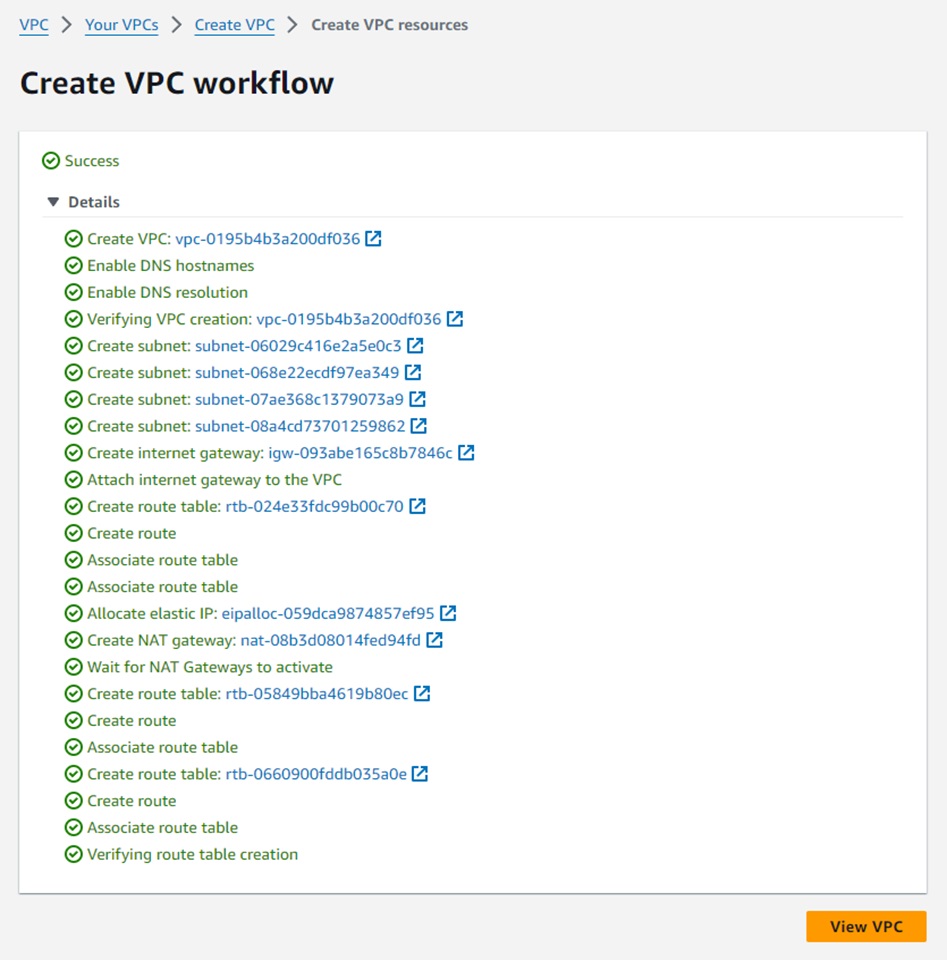 VPC > Your VPCs > Create VPC > Create VPC resources
Create VPC workflow
Success
Details
Create VPC: vpc-0195b4b3a200df036
Enable DNS hostnames
Enable DNS resolution
Verifying VPC creation: vpc-0195b4b3a200df036
Create subnet: subnet-06029c416e2a5e0c3
Create subnet: subnet-068e22ecdf97ea349
Create subnet: subnet-07ae368c1379073a9
Create subnet: subnet-08a4cd73701259862
Create internet gateway: igw-093abe165c8b7846c
Attach internet gateway to the VPC
Create route table: rtb-024e33fdc99b00c70
Create route
Associate route table
Associate route table
Allocate elastic IP: eipalloc-059dca9874857ef95
Create NAT gateway: nat-08b3d08014fed94fd
Wait for NAT Gateways to activate
Create route table: rtb-05849bba4619b80ec
Create route
Associate route table
Create route table: rtb-0660900fddb035a0e
Create route
Associate route table
Verifying route table creation
View VPC